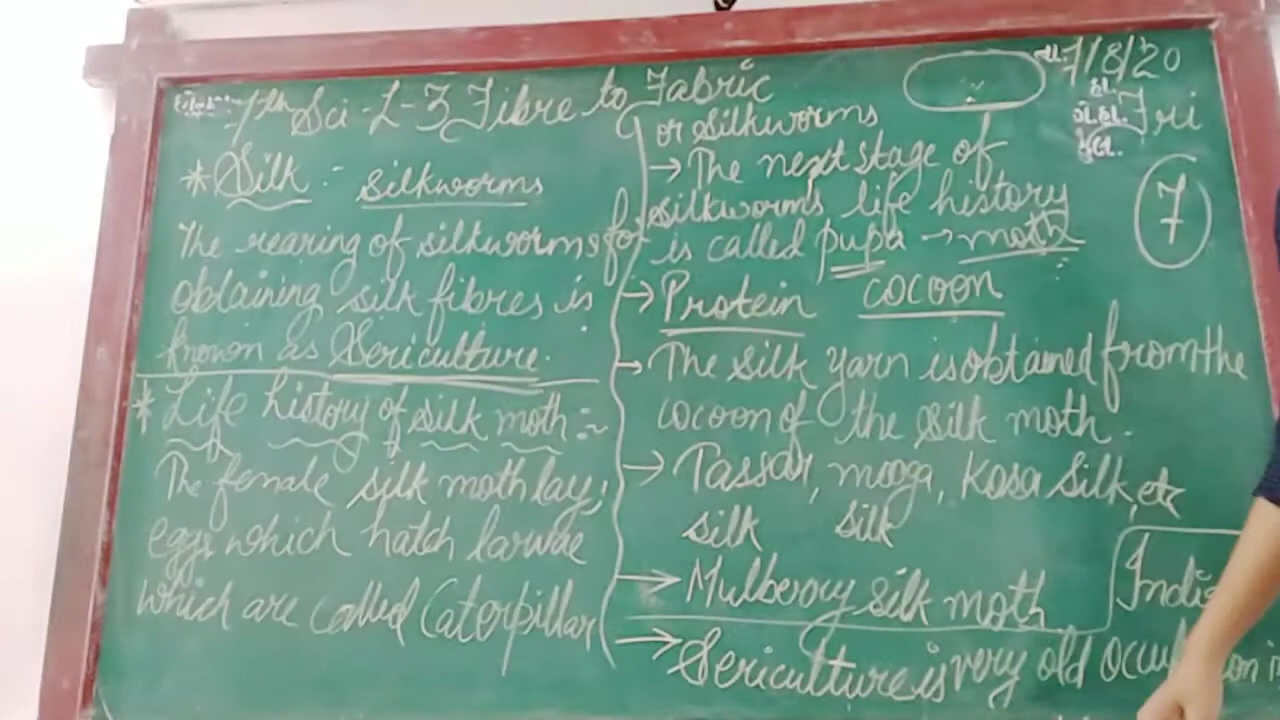 7th Sci-L-3 Fibre to Fabric
7/8/20
Fri
7
* Silk :- silkworms
The rearing of silkworms for
obtaining silk fibres is
known as Sericulture.
* Life history of silk moth :~
The female silk moth lay,
eggs which hatch larvae
which are called Caterpillar
or silkworms
→ The next stage of
silkworms life history
is called pupa → moth
→ Protein cocoon
→ The silk yarn is obtained from the
cocoon of the silk moth.
→ Tassar, mooga, Kosa Silk, etc
silk silk
→ Mulberry silk moth
→ Sericulture is very old